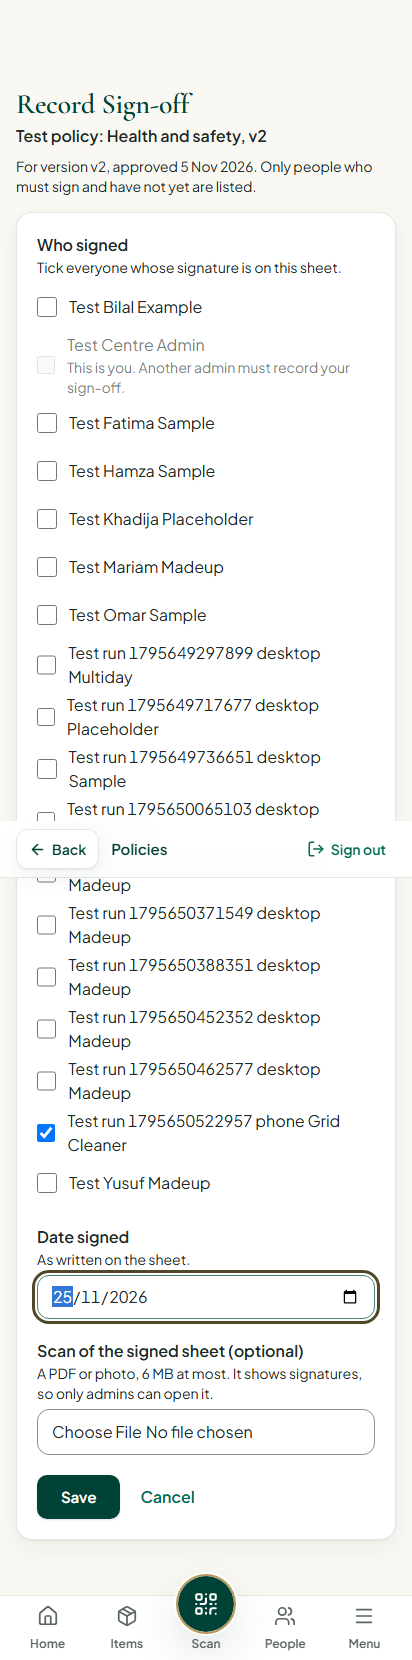 Record Sign-off
Test policy: Health and safety, v2
For version v2, approved 5 Nov 2026. Only people who
must sign and have not yet are listed.
Who signed
Tick everyone whose signature is on this sheet.
Test Bilal Example
Test Centre Admin
This is you. Another admin must record your
sign-off.
Test Fatima Sample
Test Hamza Sample
Test Khadija Placeholder
Test Mariam Madeup
Test Omar Sample
Test run 1795649297899 desktop
Multiday
Test run 1795649717677 desktop
Placeholder
Test run 1795649736651 desktop
Sample
Test run 1795650065103 desktop
Back
Policies
Sign out
Madeup
Test run 1795650371549 desktop
Madeup
Test run 1795650388351 desktop
Madeup
Test run 1795650452352 desktop
Madeup
Test run 1795650462577 desktop
Madeup
Test run 1795650522957 phone Grid
Cleaner
Test Yusuf Madeup
Date signed
As written on the sheet.
25/11/2026
Scan of the signed sheet (optional)
A PDF or photo, 6 MB at most. It shows signatures,
so only admins can open it.
Choose File No file chosen
Save
Cancel
Home
Items
Scan
People
Menu